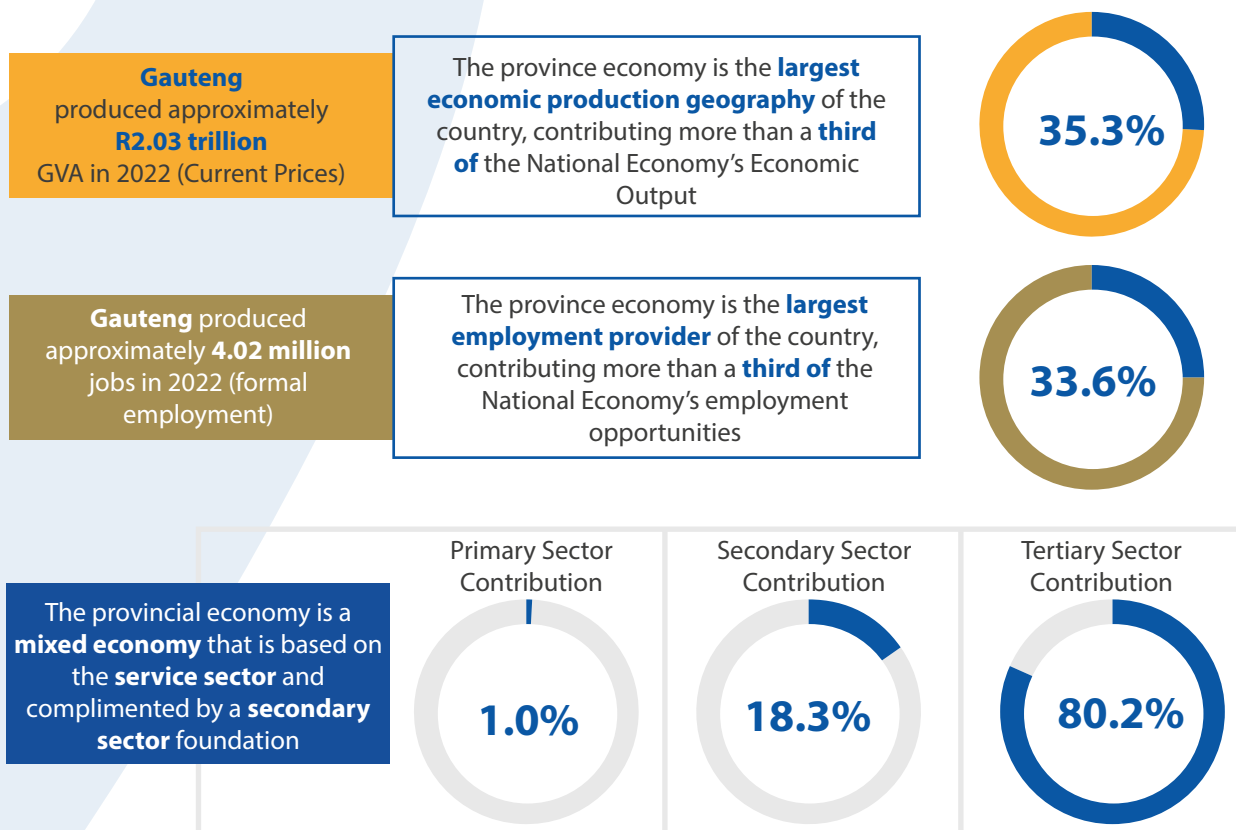 Gauteng
produced approximately
R2.03 trillion
GVA in 2022 (Current Prices)
The province economy is the largest
economic production geography of the
country, contributing more than a third
of the National Economy's Economic
Output
35.3%
Gauteng produced
approximately 4.02 million
jobs in 2022 (formal
employment)
The province economy is the largest
employment provider of the country,
contributing more than a third of the
National Economy's employment
opportunities
33.6%
The provincial economy is a
mixed economy that is based on
the service sector and
complimented by a secondary
sector foundation
Primary Sector
Contribution
1.0%
Secondary Sector
Contribution
18.3%
Tertiary Sector
Contribution
80.2%